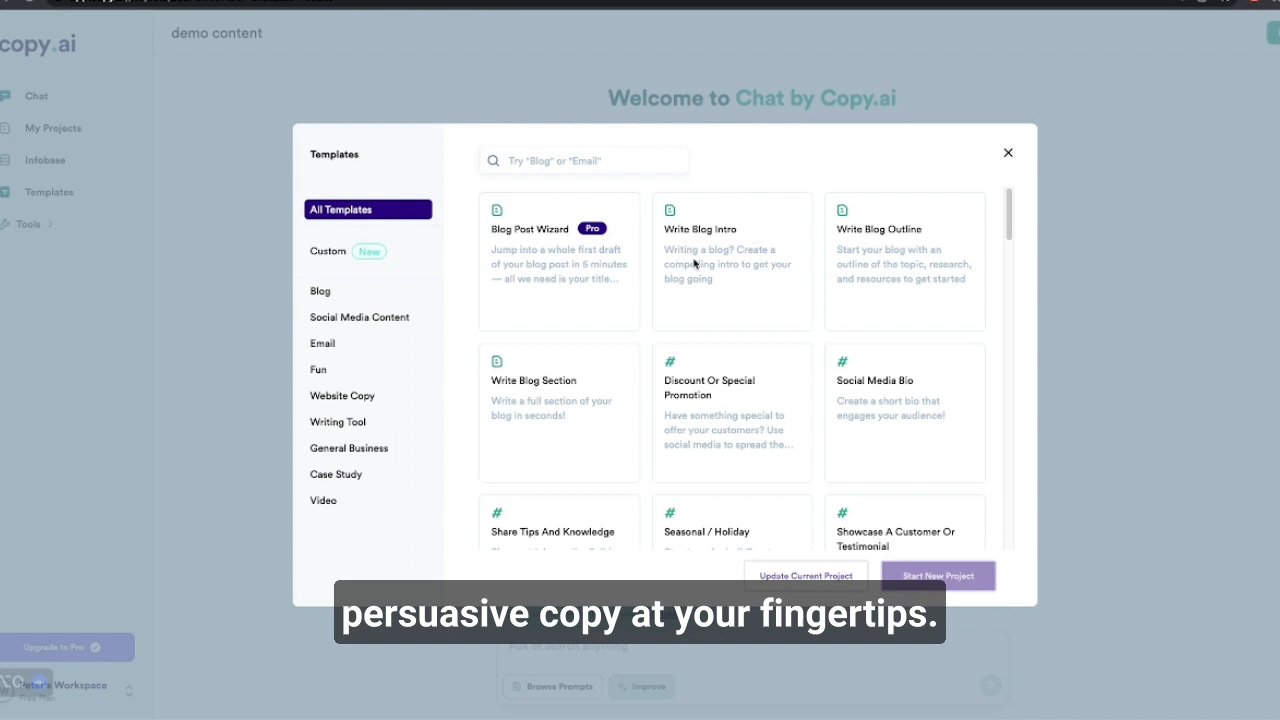 copy.ai
demo content
Chat
My Projects
Infobase
Templates
Tools
Welcome to Chat by Copy.ai
Templates
All Templates
Custom New
Blog
Social Media Content
Email
Fun
Website Copy
Writing Tool
General Business
Case Study
Video
Try "Blog" or "Email"
Blog Post Wizard Pro
Jump into a whole first draft
of your blog post in 5 minutes
— all we need is your title...
Write Blog Intro
Writing a blog? Create a
compelling intro to get your
blog going
Write Blog Outline
Start your blog with an
outline of the topic, research,
and resources to get started
Write Blog Section
Write a full section of your
blog in seconds!
Discount Or Special
Promotion
Have something special to
offer your customers? Use
social media to spread the...
Social Media Bio
Create a short bio that
engages your audience!
Share Tips And Knowledge
Seasonal / Holiday
Showcase A Customer Or
Testimonial
Update Current Project
Start New Project
persuasive copy at your fingertips.
Ask or search anything
Browse Prompts
Improve
Upgrade to Pro
Peter's Workspace
Free Plan